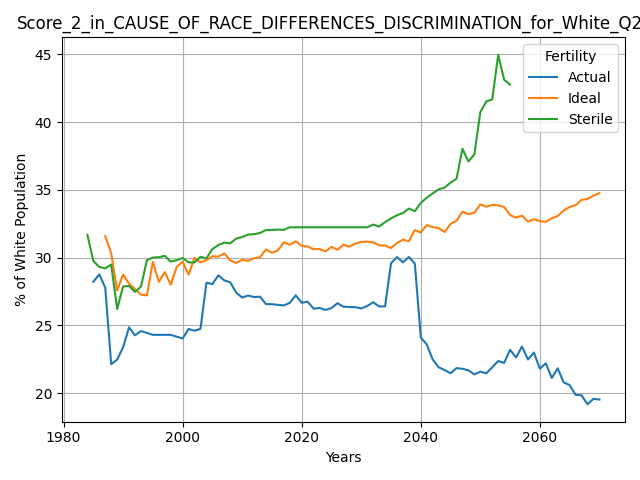 Score_2_in_CAUSE_OF_RACE_DIFFERENCES_DISCRIMINATION_for_White_Q2
Fertility
Actual
Ideal
Sterile
% of White Population
45
40
35
30
25
20
1980
2000
2020
2040
2060
Years